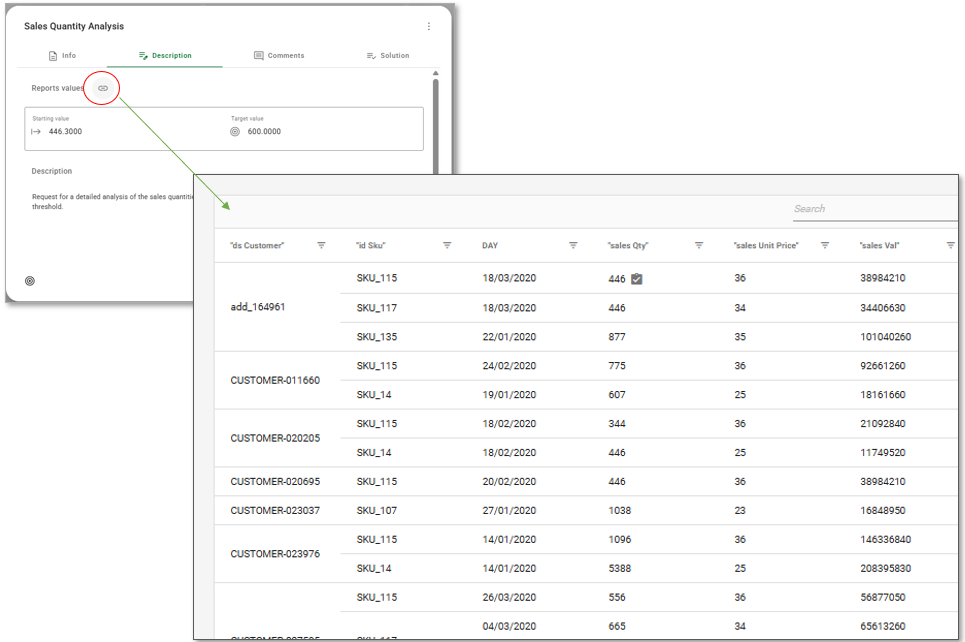 Sales Quantity Analysis
Info Description Comments Solution
Reports values
Starting value Target value
446.3000 600.0000
Description
Request for a detailed analysis of the sales quantiti
threshold.
Search
"ds Customer" "id Sku" DAY "sales Qty" "sales Unit Price" "sales Val"
add_164961
SKU_115 18/03/2020 446 36 38984210
SKU_117 18/03/2020 446 34 34406630
SKU_135 22/01/2020 877 35 101040260
CUSTOMER-011660
SKU_115 24/02/2020 775 36 92661260
SKU_14 19/01/2020 607 25 18161660
CUSTOMER-020205
SKU_115 18/02/2020 344 36 21092840
SKU_14 18/02/2020 446 25 11749520
CUSTOMER-020695 SKU_115 20/02/2020 446 36 38984210
CUSTOMER-023037 SKU_107 27/01/2020 1038 23 16848950
CUSTOMER-023976
SKU_115 14/01/2020 1096 36 146336840
SKU_14 14/01/2020 5388 25 208395830
SKU_115 26/03/2020 556 36 56877050
04/03/2020 665 34 65613260